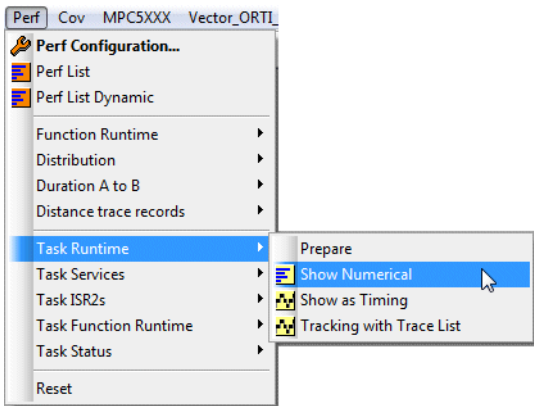 Perf Cov MPC5XXX Vector_ORTI_
Perf Configuration...
Perf List
Perf List Dynamic
Function Runtime
Distribution
Duration A to B
Distance trace records
Task Runtime
Prepare
Task Services
Show Numerical
Task ISR2s
Show as Timing
Task Function Runtime
Tracking with Trace List
Task Status
Reset